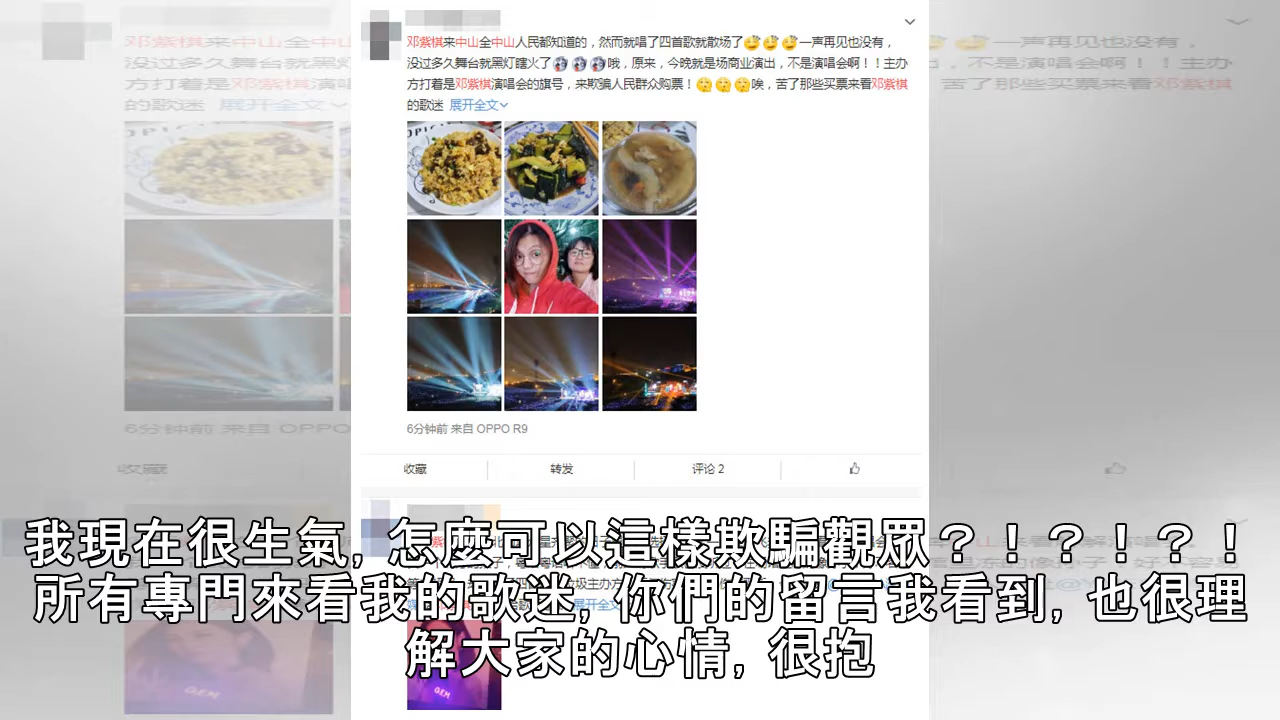 邓紫棋来中山全中山人民都知道的，然而就唱了四首歌就散场了一声再见也没有，
没过多久舞台就黑灯瞎火了哦，原来，今晚就是场商业演出，不是演唱会啊！！主办
方打着是邓紫棋演唱会的旗号，来欺骗人民群众购票！唉，苦了那些买票来看邓紫棋
的歌迷 展开全文
6分钟前 来自 OPPO R9
收藏 转发 评论 2
我現在很生氣, 怎麼可以這樣欺騙觀眾？！？！？！
所有專門來看我的歌迷, 你們的留言我看到, 也很理
解大家的心情, 很抱
展开全文
GEM